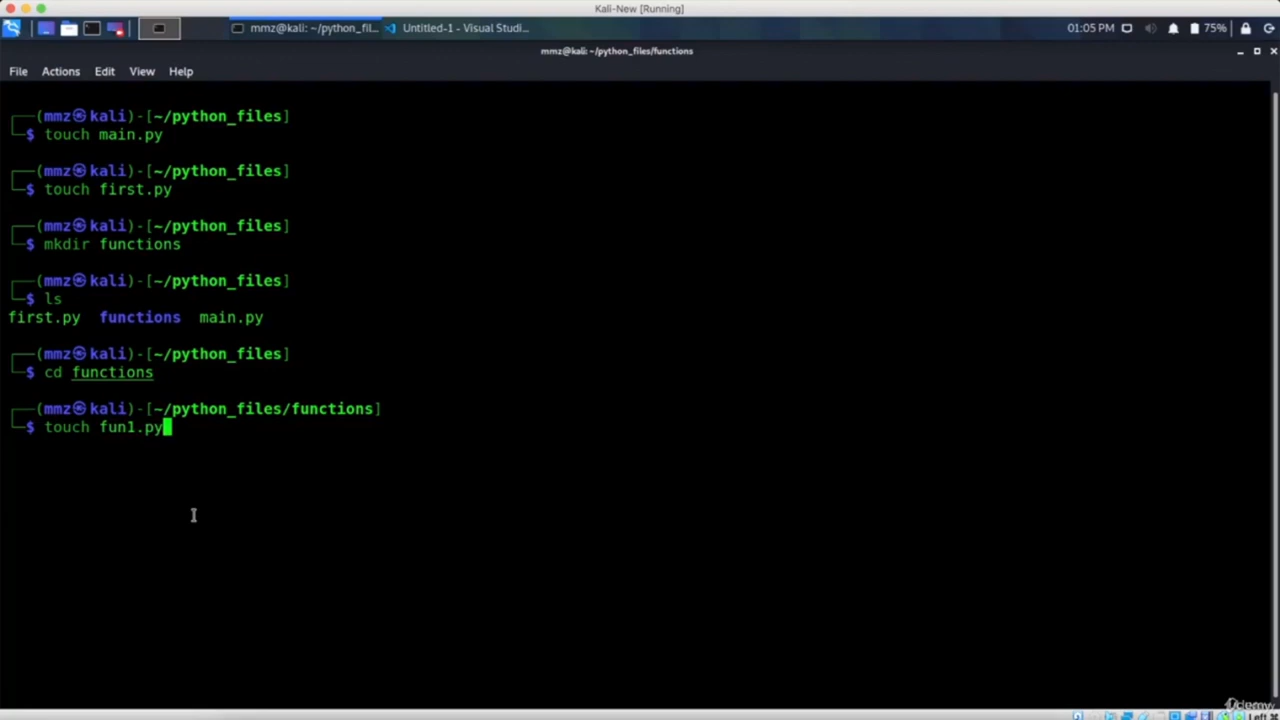 Kali-New [Running]
mmz@kali: ~/python_fil... Untitled-1 - Visual Studi... 01:05 PM 75%
mmz@kali: ~/python_files/functions
File Actions Edit View Help
┌──(mmz㉿kali)-[~/python_files]
└─$ touch main.py
┌──(mmz㉿kali)-[~/python_files]
└─$ touch first.py
┌──(mmz㉿kali)-[~/python_files]
└─$ mkdir functions
┌──(mmz㉿kali)-[~/python_files]
└─$ ls
first.py functions main.py
┌──(mmz㉿kali)-[~/python_files]
└─$ cd functions
┌──(mmz㉿kali)-[~/python_files/functions]
└─$ touch fun1.py
Udemy
Left ⌘